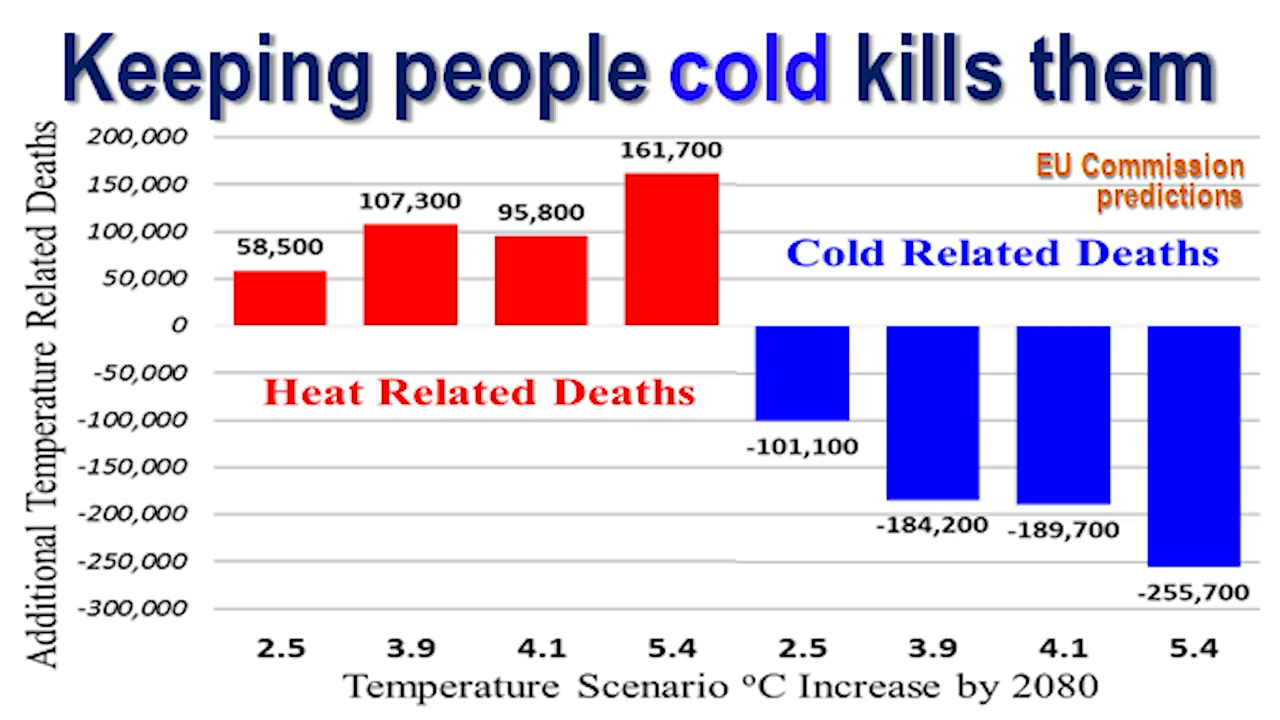 Keeping people cold kills them
Additional Temperature Related Deaths
200,000
150,000
100,000
50,000
0
-50,000
-100,000
-150,000
-200,000
-250,000
-300,000
58,500
107,300
95,800
161,700
EU Commission
predictions
Cold Related Deaths
Heat Related Deaths
-101,100
-184,200
-189,700
-255,700
2.5 3.9 4.1 5.4 2.5 3.9 4.1 5.4
Temperature Scenario ºC Increase by 2080